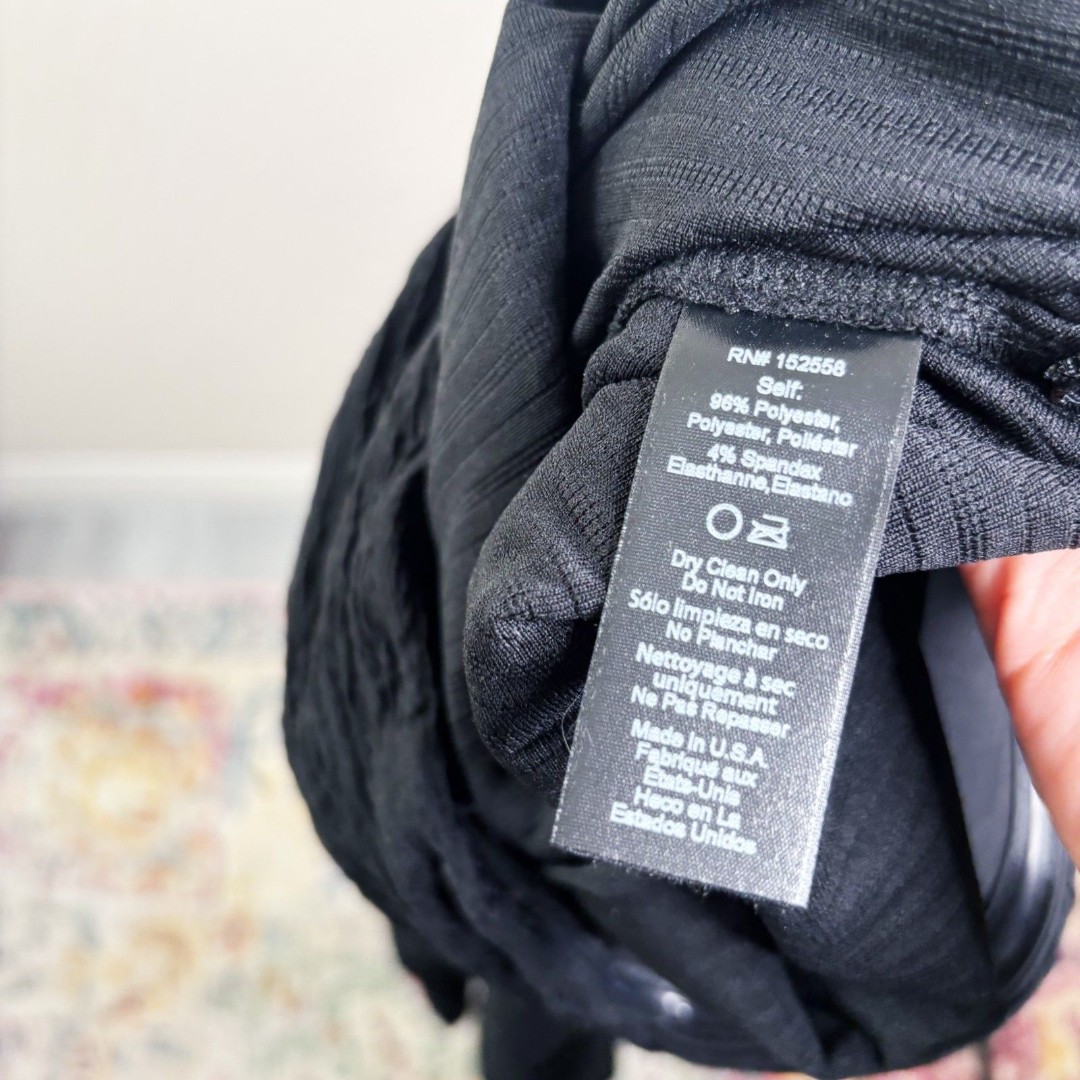 RN# 152558
Self:
96% Polyester,
Polyester, Poliéster
4% Spandex
Elasthanne,Elastano
Dry Clean Only
Do Not Iron
Sólo limpieza en seco
No Planchar
Nettoyage à sec
uniquement
Ne Pas Repasser
Made in U.S.A
Fabriqué aux
État​s-Unis
Heco en La
Estados Unidos